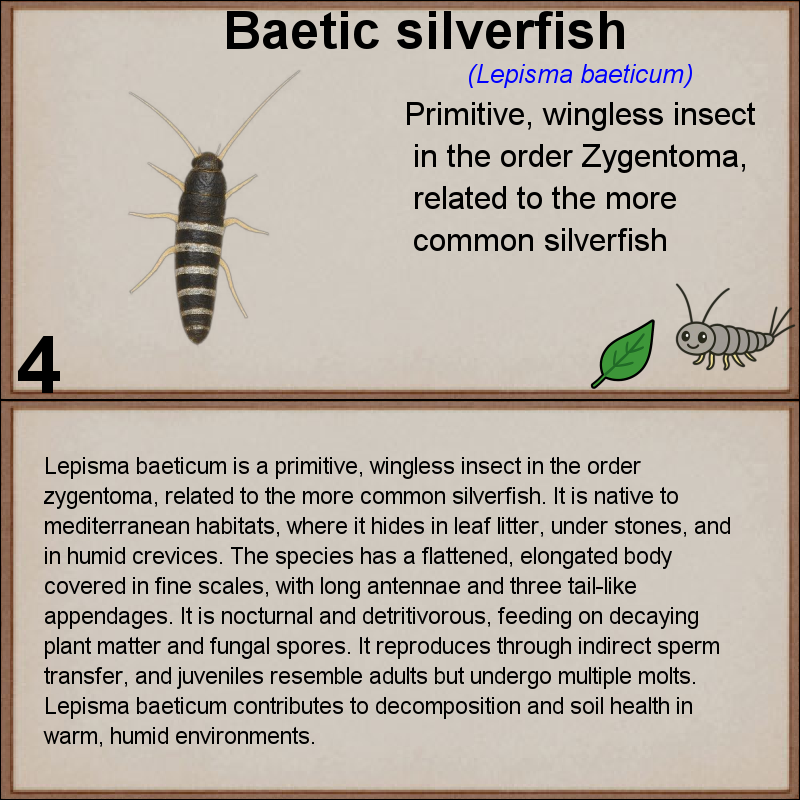 Baetic silverfish
(Lepisma baeticum)
Primitive, wingless insect
in the order Zygentoma,
related to the more
common silverfish
4
Lepisma baeticum is a primitive, wingless insect in the order
zygentoma, related to the more common silverfish. It is native to
mediterranean habitats, where it hides in leaf litter, under stones, and
in humid crevices. The species has a flattened, elongated body
covered in fine scales, with long antennae and three tail-like
appendages. It is nocturnal and detritivorous, feeding on decaying
plant matter and fungal spores. It reproduces through indirect sperm
transfer, and juveniles resemble adults but undergo multiple molts.
Lepisma baeticum contributes to decomposition and soil health in
warm, humid environments.